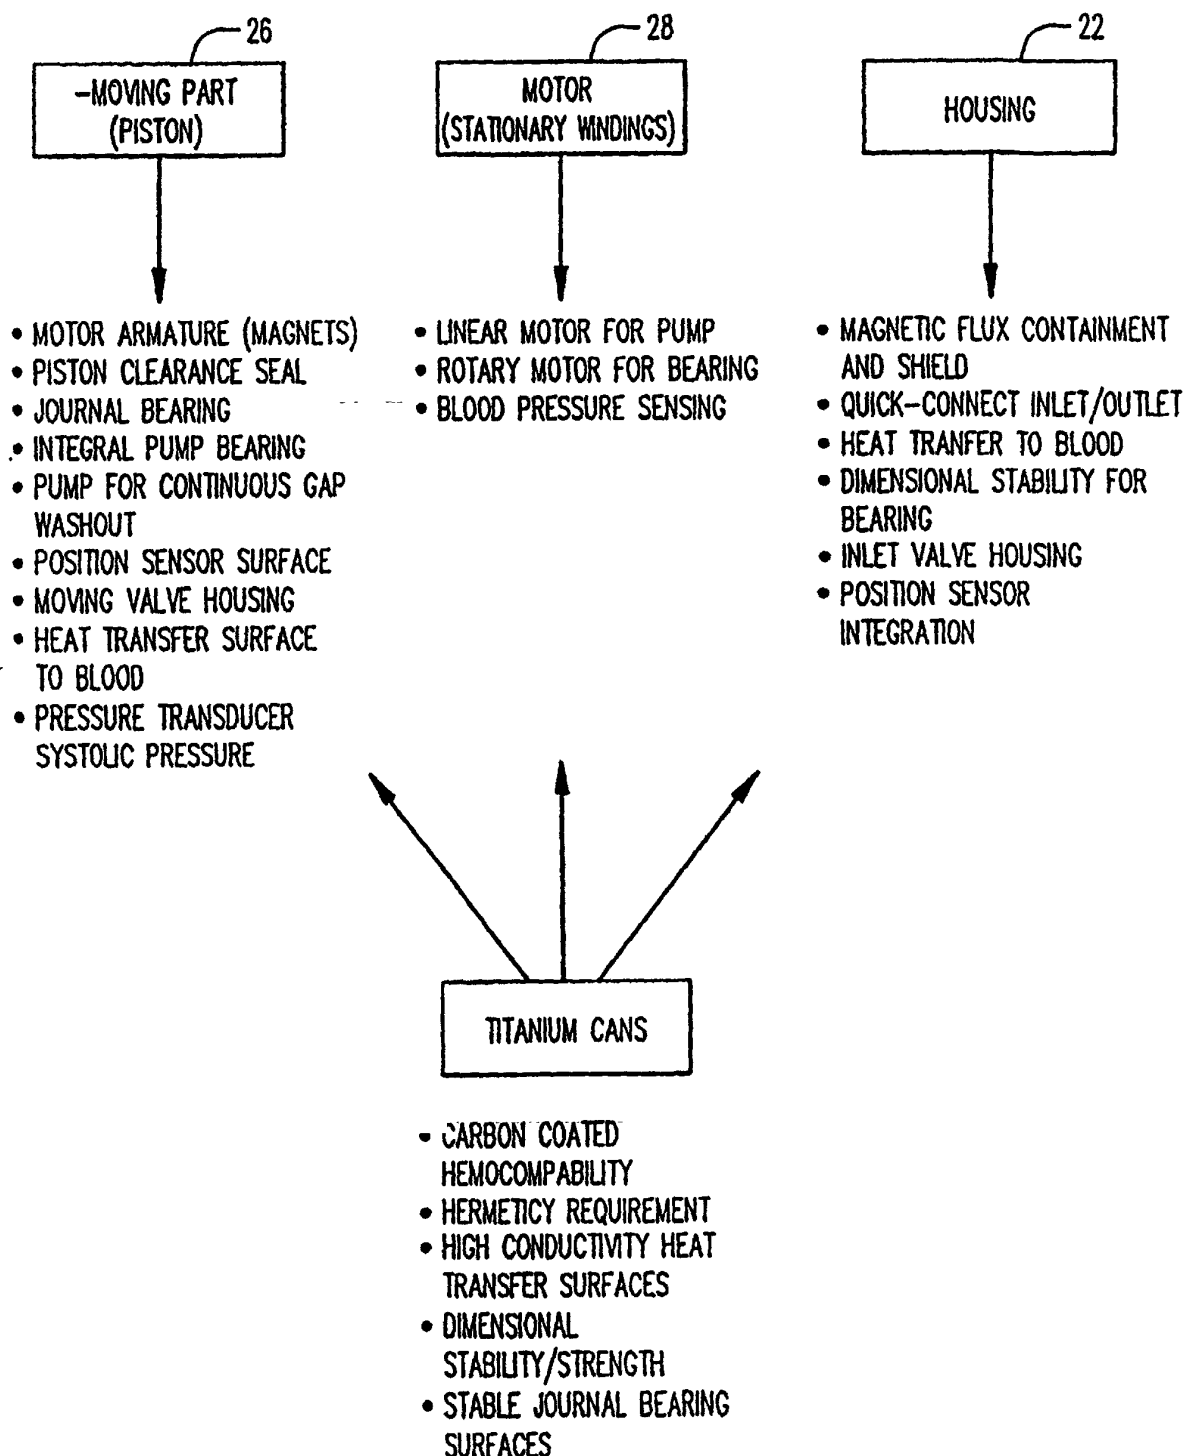 26
-MOVING PART
(PISTON)
• MOTOR ARMATURE (MAGNETS)
• PISTON CLEARANCE SEAL
• JOURNAL BEARING
• INTEGRAL PUMP BEARING
• PUMP FOR CONTINUOUS GAP
WASHOUT
• POSITION SENSOR SURFACE
• MOVING VALVE HOUSING
• HEAT TRANSFER SURFACE
TO BLOOD
• PRESSURE TRANSDUCER
SYSTOLIC PRESSURE
28
MOTOR
(STATIONARY WINDINGS)
• LINEAR MOTOR FOR PUMP
• ROTARY MOTOR FOR BEARING
• BLOOD PRESSURE SENSING
22
HOUSING
• MAGNETIC FLUX CONTAINMENT
AND SHIELD
• QUICK-CONNECT INLET/OUTLET
• HEAT TRANFER TO BLOOD
• DIMENSIONAL STABILITY FOR
BEARING
• INLET VALVE HOUSING
• POSITION SENSOR
INTEGRATION
TITANIUM CANS
• CARBON COATED
HEMOCOMPABILITY
• HERMETICY REQUIREMENT
• HIGH CONDUCTIVITY HEAT
TRANSFER SURFACES
• DIMENSIONAL
STABILITY/STRENGTH
• STABLE JOURNAL BEARING
SURFACES